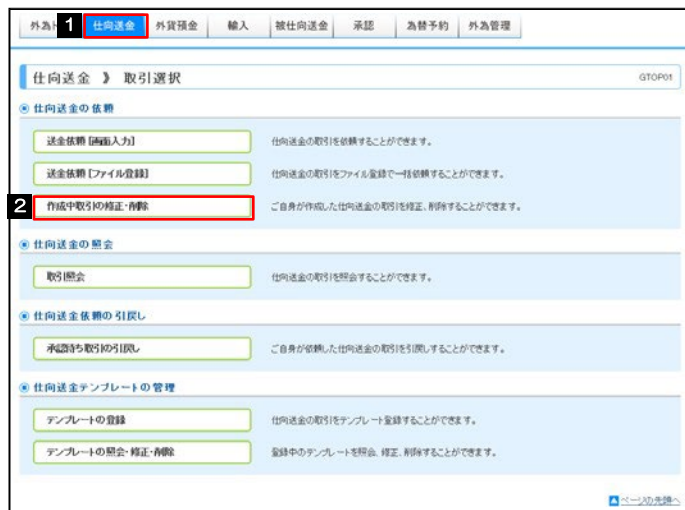 外為ト 1 仕向送金 外貨預金 輸入 被仕向送金 承認 為替予約 外為管理
仕向送金 》 取引選択 GTOP01
仕向送金の依頼
送金依頼 [画面入力] 仕向送金の取引を依頼することができます。
送金依頼 [ファイル登録] 仕向送金の取引をファイル登録で一括依頼することができます。
2 作成中取引の修正・削除 ご自身が作成した仕向送金の取引を修正、削除することができます。
仕向送金の照会
取引照会 仕向送金の取引を照会することができます。
仕向送金依頼の引戻し
承認待ち取引の引戻し ご自身が依頼した仕向送金の取引を引戻しすることができます。
仕向送金テンプレートの管理
テンプレートの登録 仕向送金の取引をテンプレート登録することができます。
テンプレートの照会・修正・削除 登録中のテンプレートを照会、修正、削除することができます。
ページの先頭へ